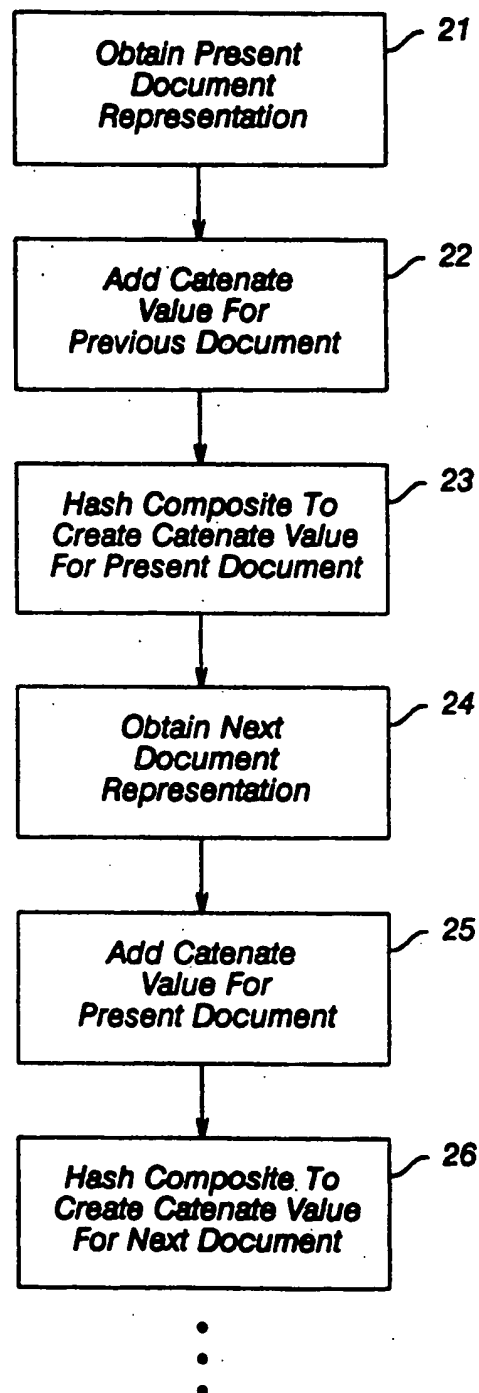 21
Obtain Present
Document
Representation
22
Add Catenate
Value For
Previous Document
23
Hash Composite To
Create Catenate Value
For Present Document
24
Obtain Next
Document
Representation
25
Add Catenate
Value For
Present Document
26
Hash Composite To
Create Catenate Value
For Next Document